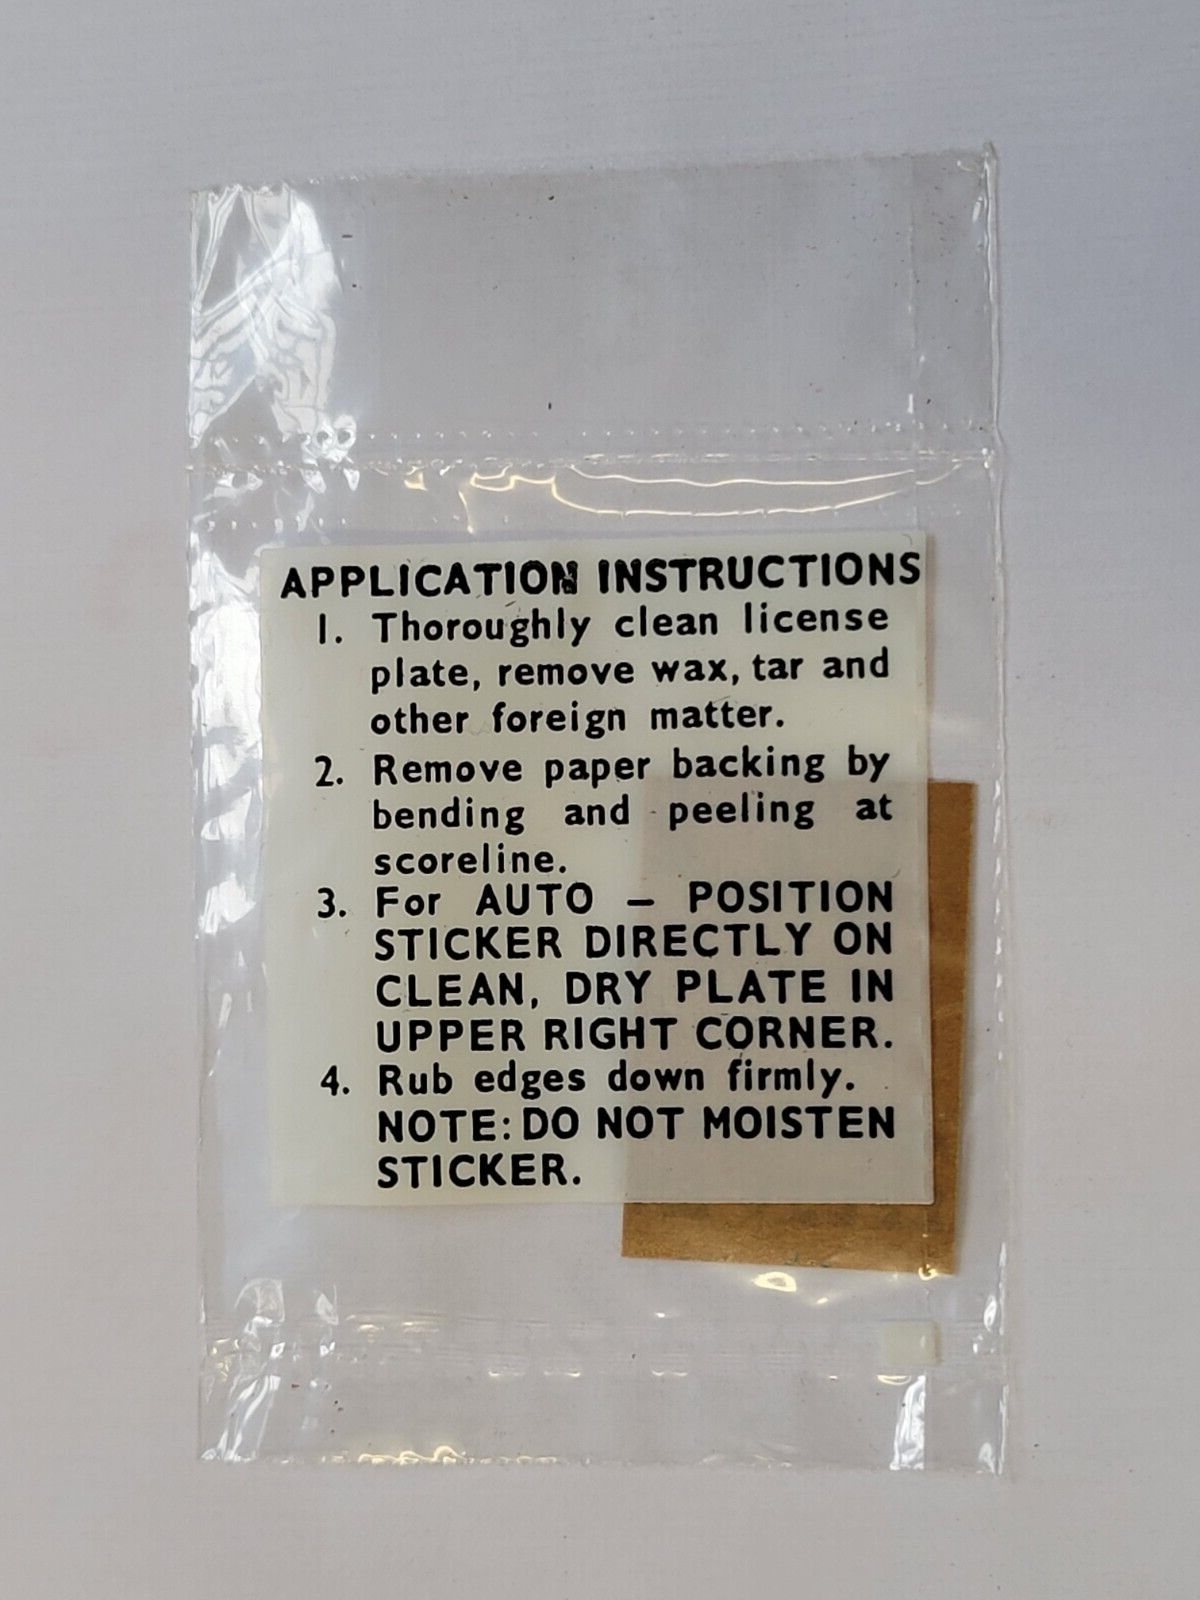 APPLICATION INSTRUCTIONS
1. Thoroughly clean license
plate, remove wax, tar and
other foreign matter.
2. Remove paper backing by
bending and peeling at
scoreline.
3. For AUTO – POSITION
STICKER DIRECTLY ON
CLEAN, DRY PLATE IN
UPPER RIGHT CORNER.
4. Rub edges down firmly.
NOTE: DO NOT MOISTEN
STICKER.